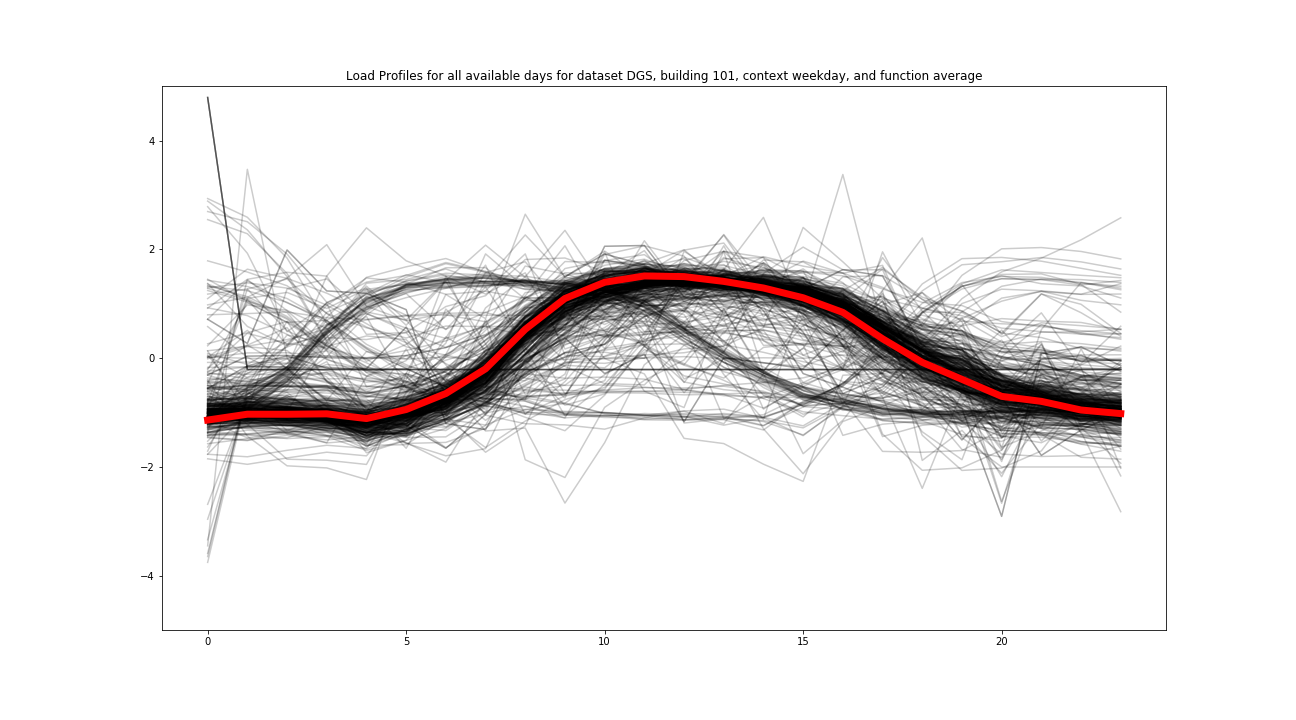 Load Profiles for all available days for dataset DGS, building 101, context weekday, and function average
4
2
0
−2
−4
0 5 10 15 20